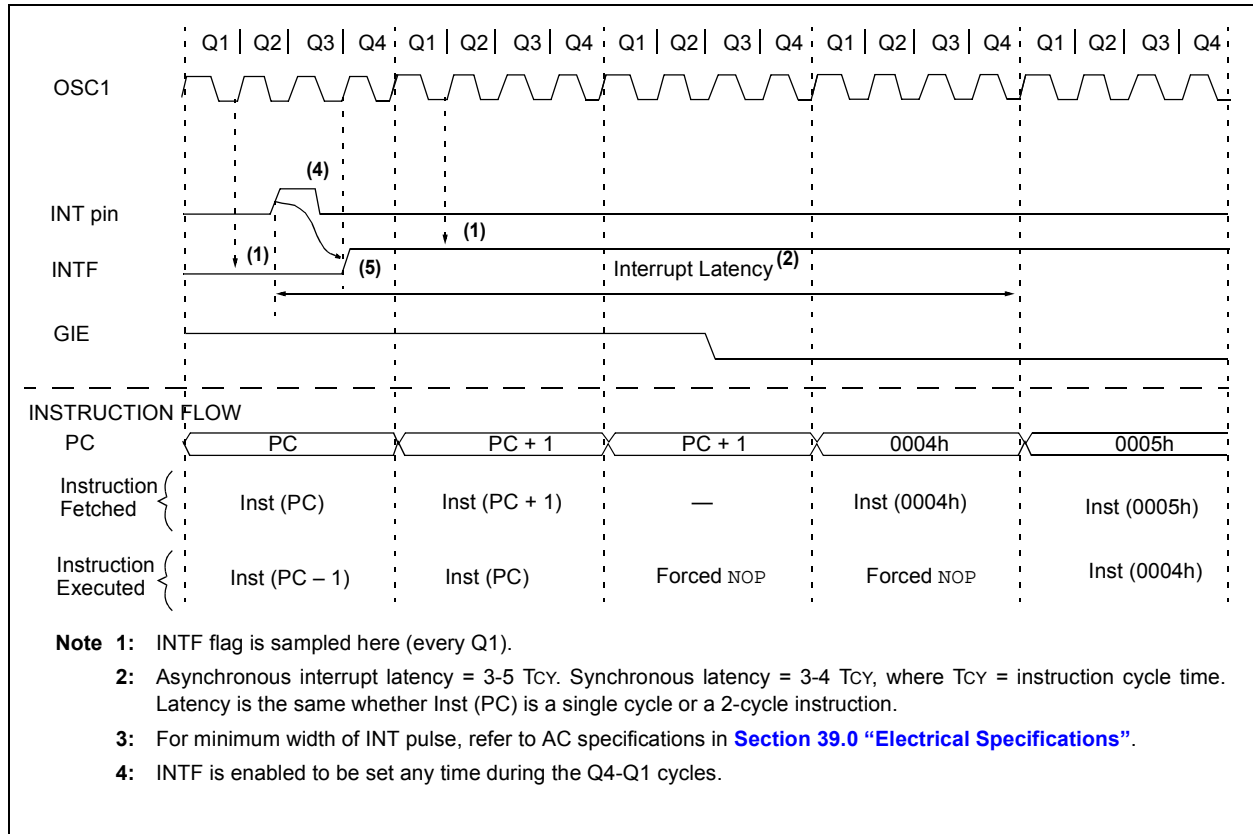 Q1 Q2 Q3 Q4 Q1 Q2 Q3 Q4 Q1 Q2 Q3 Q4 Q1 Q2 Q3 Q4 Q1 Q2 Q3 Q4
OSC1
(4)
INT pin
(1)
(1)
INTF
(5)
Interrupt Latency(2)
GIE
INSTRUCTION FLOW
PC PC PC + 1 PC + 1 0004h 0005h
Instruction
Fetched
Inst (PC) Inst (PC + 1) — Inst (0004h) Inst (0005h)
Instruction
Executed
Inst (PC – 1) Inst (PC) Forced NOP Forced NOP Inst (0004h)
Note 1: INTF flag is sampled here (every Q1).
2: Asynchronous interrupt latency = 3-5 TCY. Synchronous latency = 3-4 TCY, where TCY = instruction cycle time.
Latency is the same whether Inst (PC) is a single cycle or a 2-cycle instruction.
3: For minimum width of INT pulse, refer to AC specifications in Section 39.0 “Electrical Specifications”.
4: INTF is enabled to be set any time during the Q4-Q1 cycles.